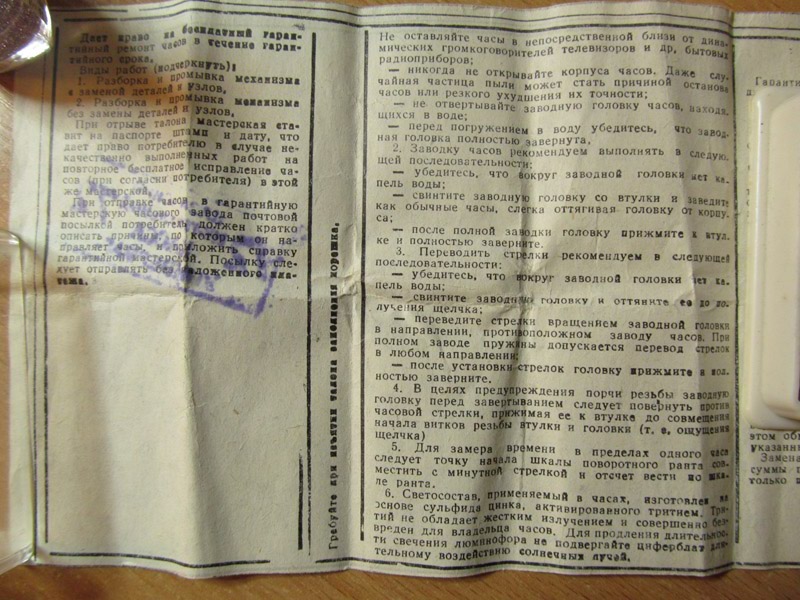 Дает право на бесплатный гаран-
тийный ремонт часов в течение гаран-
тийного срока.
Виды работ (подчеркнуть):
1. Разборка и промывка механизма
с заменой деталей и узлов,
2. Разборка и промывка механизма
без замены деталей и узлов,
При отрыве талона мастерская ста-
вит на паспорте штамп и дату, что
дает право потребителю в случае не-
качественно выполненных работ на
повторное бесплатное исправление ча-
сов (при согласии потребителя) в этой
же мастерской.
При отправке часов в гарантийную
мастерскую часового завода почтовой
посылкой потребитель должен кратко
описать причины, по которым он на-
правляет часы, и приложить справку
гарантийной мастерской. Посылку сле-
дует отправлять без наложенного пла-
тежа.
Требуйте при изъятии талона заполнения корешка.
Не оставляйте часы в непосредственной близи от дина-
мических громкоговорителей телевизоров и др. бытовых
радиоприборов;
— никогда не открывайте корпуса часов. Даже слу-
чайная частица пыли может стать причиной останова
часов или резкого ухудшения их точности;
— не отвертывайте заводную головку часов, находя-
щихся в воде;
— перед погружением в воду убедитесь, что завод-
ная головка полностью завернута,
2. Заводку часов рекомендуем выполнять в следую-
щей последовательности:
— убедитесь, что вокруг заводной головки нет ка-
пель воды;
— свинтите заводную головку со втулки и заведите
как обычные часы, слегка оттягивая головку от корпу-
са;
— после полной заводки головку прижмите к втул-
ке и полностью заверните.
3. Переводить стрелки рекомендуем в следующей
последовательности:
— убедитесь, что вокруг заводной головки нет ка-
пель воды;
— свинтите заводную головку и оттяните ее до по-
лучения щелчка;
— переведите стрелки вращением заводной головки
в направлении, противоположном заводу часов. При
полном заводе пружины допускается перевод стрелок
в любом направлении;
— после установки стрелок головку прижмите и пол-
ностью заверните.
4. В целях предупреждения порчи резьбы заводную
головку перед завертыванием следует повернуть против
часовой стрелки, прижимая ее к втулке до совмещения
начала витков резьбы втулки и головки (т. е. ощущения
щелчка)
5. Для замера времени в пределах одного часа
следует точку начала шкалы поворотного ранта сов-
местить с минутной стрелкой и отсчет вести по шка-
ле ранта.
6. Светосостав, применяемый в часах, изготовлен на
основе сульфида цинка, активированного тритием. Три-
тий не обладает жестким излучением и совершенно без-
вреден для владельца часов. Для продления длительнос-
ти свечения люминофора не подвергайте циферблат дли-
тельному воздействию солнечных лучей.
Гаранти
этом об
указанны
Замена
суммы п
только п